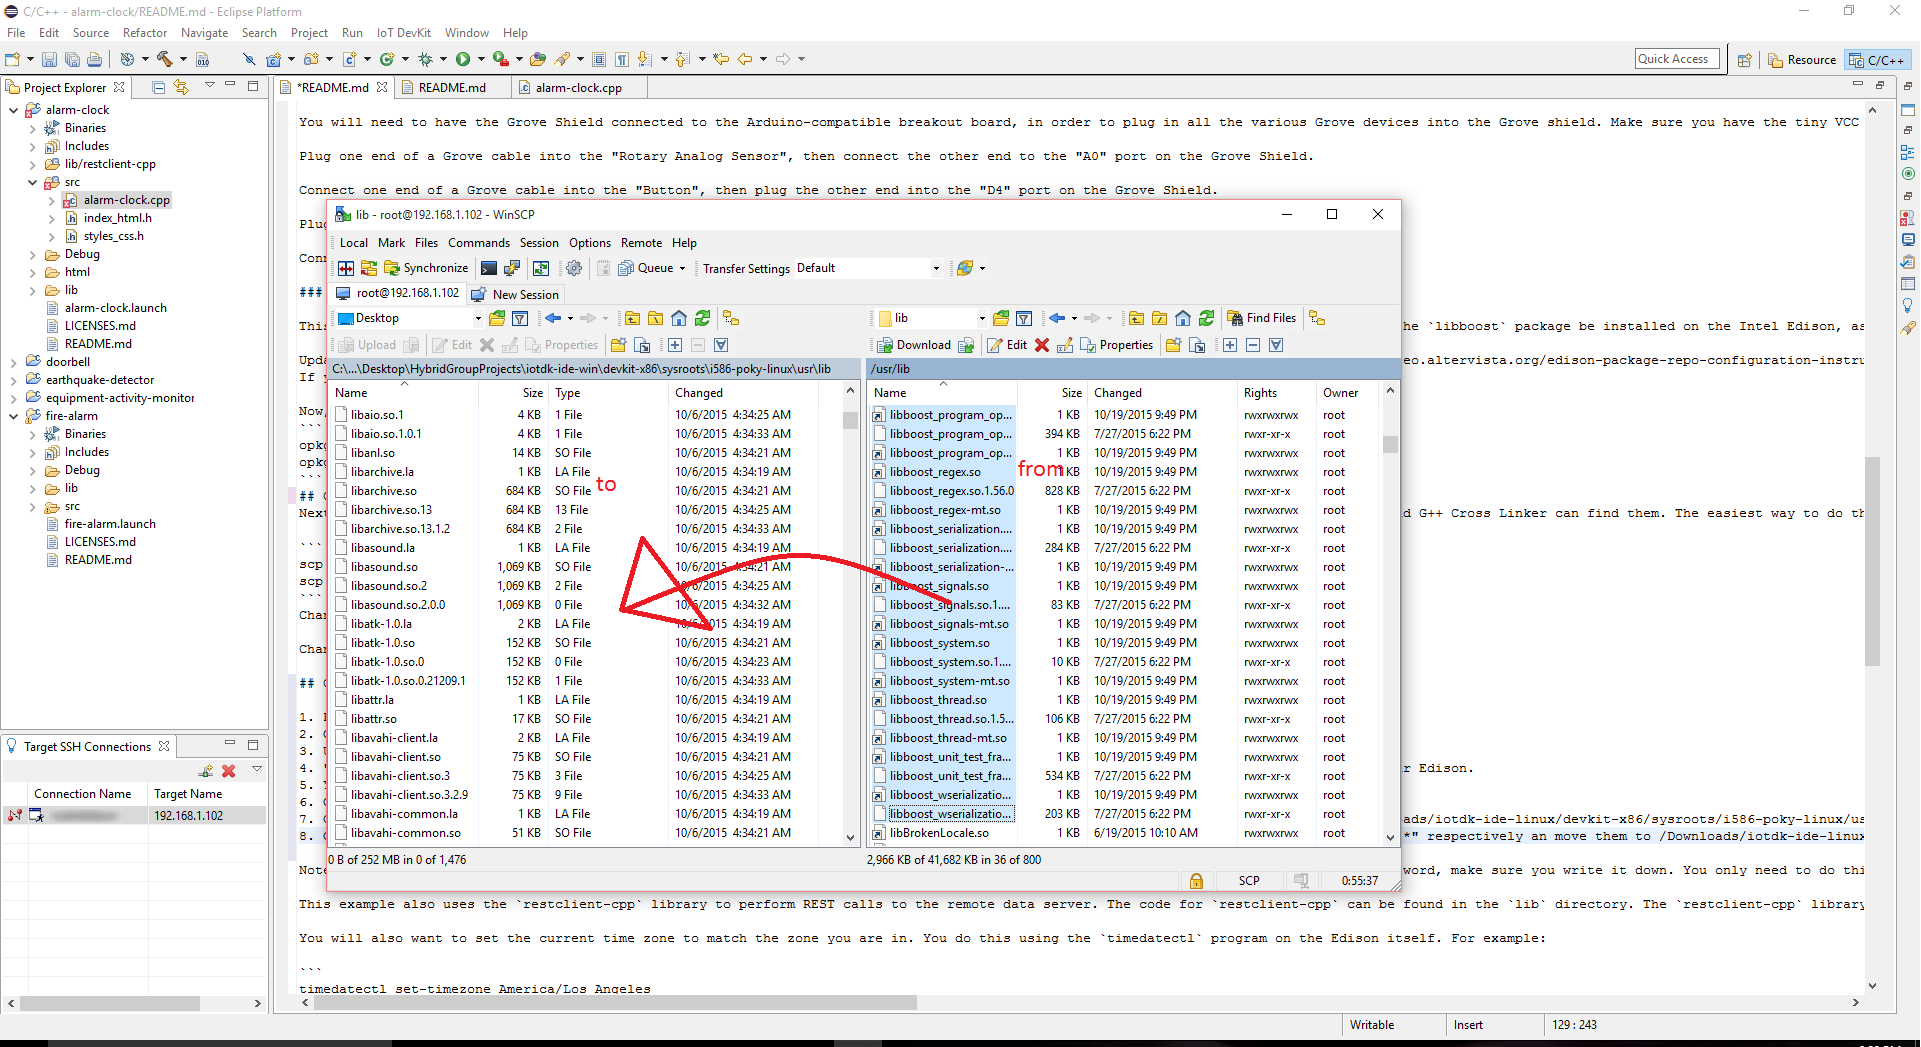 C/C++ - alarm-clock/README.md - Eclipse Platform
File Edit Source Refactor Navigate Search Project Run IoT DevKit Window Help
Quick Access Resource C/C++
Project Explorer
*README.md README.md alarm-clock.cpp
alarm-clock
Binaries
Includes
lib/restclient-cpp
src
alarm-clock.cpp
index_html.h
styles_css.h
Debug
html
lib
alarm-clock.launch
LICENSES.md
README.md
doorbell
earthquake-detector
equipment-activity-monitor
fire-alarm
Binaries
Includes
Debug
lib
src
fire-alarm.launch
LICENSES.md
README.md
Target SSH Connections
Connection Name Target Name
192.168.1.102
You will need to have the Grove Shield connected to the Arduino-compatible breakout board, in order to plug in all the various Grove devices into the Grove shield. Make sure you have the tiny VCC
Plug one end of a Grove cable into the "Rotary Analog Sensor", then connect the other end to the "A0" port on the Grove Shield.
Connect one end of a Grove cable into the "Button", then plug the other end into the "D4" port on the Grove Shield.
Plug
Conn
###
This he `libboost` package be installed on the Intel Edison, as
Upda eo.altervista.org/edison-package-repo-configuration-instru
If y
Now,
```
opkg
opkg
```
## C
Next d G++ Cross Linker can find them. The easiest way to do th
```
scp
scp
```
Chan
Chan
## C
1.
2. C
3. U
4. " r Edison.
5. Y
6. C
7. C ads/iotdk-ide-linux/devkit-x86/sysroots/i586-poky-linux/us
8. C *" respectively an move them to /Downloads/iotdk-ide-linux
Note word, make sure you write it down. You only need to do thi
This example also uses the `restclient-cpp` library to perform REST calls to the remote data server. The code for `restclient-cpp` can be found in the `lib` directory. The `restclient-cpp` library
You will also want to set the current time zone to match the zone you are in. You do this using the `timedatectl` program on the Edison itself. For example:
```
timedatectl set-timezone America/Los_Angeles
lib - root@192.168.1.102 - WinSCP
Local Mark Files Commands Session Options Remote Help
Synchronize Queue Transfer Settings Default
root@192.168.1.102 New Session
Desktop lib Find Files
Upload Edit Properties Download Edit Properties
C:\...\Desktop\HybridGroupProjects\iotdk-ide-win\devkit-x86\sysroots\i586-poky-linux\usr\lib
Name Size Type Changed
libaio.so.1 4 KB 1 File 10/6/2015 4:34:25 AM
libaio.so.1.0.1 4 KB 1 File 10/6/2015 4:34:33 AM
libanl.so 14 KB SO File 10/6/2015 4:34:21 AM
libarchive.la 1 KB LA File 10/6/2015 4:34:19 AM
libarchive.so 684 KB SO File 10/6/2015 4:34:21 AM
libarchive.so.13 684 KB 13 File 10/6/2015 4:34:25 AM
libarchive.so.13.1.2 684 KB 2 File 10/6/2015 4:34:33 AM
libasound.la 1 KB LA File 10/6/2015 4:34:19 AM
libasound.so 1,069 KB SO File 10/6/2015 4:34:21 AM
libasound.so.2 1,069 KB 2 File 10/6/2015 4:34:25 AM
libasound.so.2.0.0 1,069 KB 0 File 10/6/2015 4:34:32 AM
libatk-1.0.la 2 KB LA File 10/6/2015 4:34:19 AM
libatk-1.0.so 152 KB SO File 10/6/2015 4:34:21 AM
libatk-1.0.so.0 152 KB 0 File 10/6/2015 4:34:23 AM
libatk-1.0.so.0.21209.1 152 KB 1 File 10/6/2015 4:34:33 AM
libattr.la 1 KB LA File 10/6/2015 4:34:19 AM
libattr.so 17 KB SO File 10/6/2015 4:34:21 AM
libavahi-client.la 2 KB LA File 10/6/2015 4:34:19 AM
libavahi-client.so 75 KB SO File 10/6/2015 4:34:21 AM
libavahi-client.so.3 75 KB 3 File 10/6/2015 4:34:25 AM
libavahi-client.so.3.2.9 75 KB 9 File 10/6/2015 4:34:33 AM
libavahi-common.la 1 KB LA File 10/6/2015 4:34:19 AM
libavahi-common.so 51 KB SO File 10/6/2015 4:34:21 AM
0 B of 252 MB in 0 of 1,476
to
/usr/lib
Name Size Changed Rights Owner
libboost_program_op... 1 KB 10/19/2015 9:49 PM rwxrwxrwx root
libboost_program_op... 394 KB 7/27/2015 6:22 PM rwxr-xr-x root
libboost_program_op... 1 KB 10/19/2015 9:49 PM rwxrwxrwx root
libboost_regex.so 1 KB 10/19/2015 9:49 PM rwxrwxrwx root
libboost_regex.so.1.56.0 828 KB 7/27/2015 6:22 PM rwxr-xr-x root
libboost_regex-mt.so 1 KB 10/19/2015 9:49 PM rwxrwxrwx root
libboost_serialization.... 1 KB 10/19/2015 9:49 PM rwxrwxrwx root
libboost_serialization.... 284 KB 7/27/2015 6:22 PM rwxr-xr-x root
libboost_serialization-... 1 KB 10/19/2015 9:49 PM rwxrwxrwx root
libboost_signals.so 1 KB 10/19/2015 9:49 PM rwxrwxrwx root
libboost_signals.so.1.... 83 KB 7/27/2015 6:22 PM rwxr-xr-x root
libboost_signals-mt.so 1 KB 10/19/2015 9:49 PM rwxrwxrwx root
libboost_system.so 1 KB 10/19/2015 9:49 PM rwxrwxrwx root
libboost_system.so.1.... 10 KB 7/27/2015 6:22 PM rwxr-xr-x root
libboost_system-mt.so 1 KB 10/19/2015 9:49 PM rwxrwxrwx root
libboost_thread.so 1 KB 10/19/2015 9:49 PM rwxrwxrwx root
libboost_thread.so.1.5... 106 KB 7/27/2015 6:22 PM rwxr-xr-x root
libboost_thread-mt.so 1 KB 10/19/2015 9:49 PM rwxrwxrwx root
libboost_unit_test_fra... 1 KB 10/19/2015 9:49 PM rwxrwxrwx root
libboost_unit_test_fra... 534 KB 7/27/2015 6:22 PM rwxr-xr-x root
libboost_wserializatio... 1 KB 10/19/2015 9:49 PM rwxrwxrwx root
libboost_wserializatio... 203 KB 7/27/2015 6:22 PM rwxr-xr-x root
libBrokenLocale.so 1 KB 6/19/2015 10:10 AM rwxrwxrwx root
2,966 KB of 41,682 KB in 36 of 800
from
SCP 0:55:37
Writable Insert 129 : 243